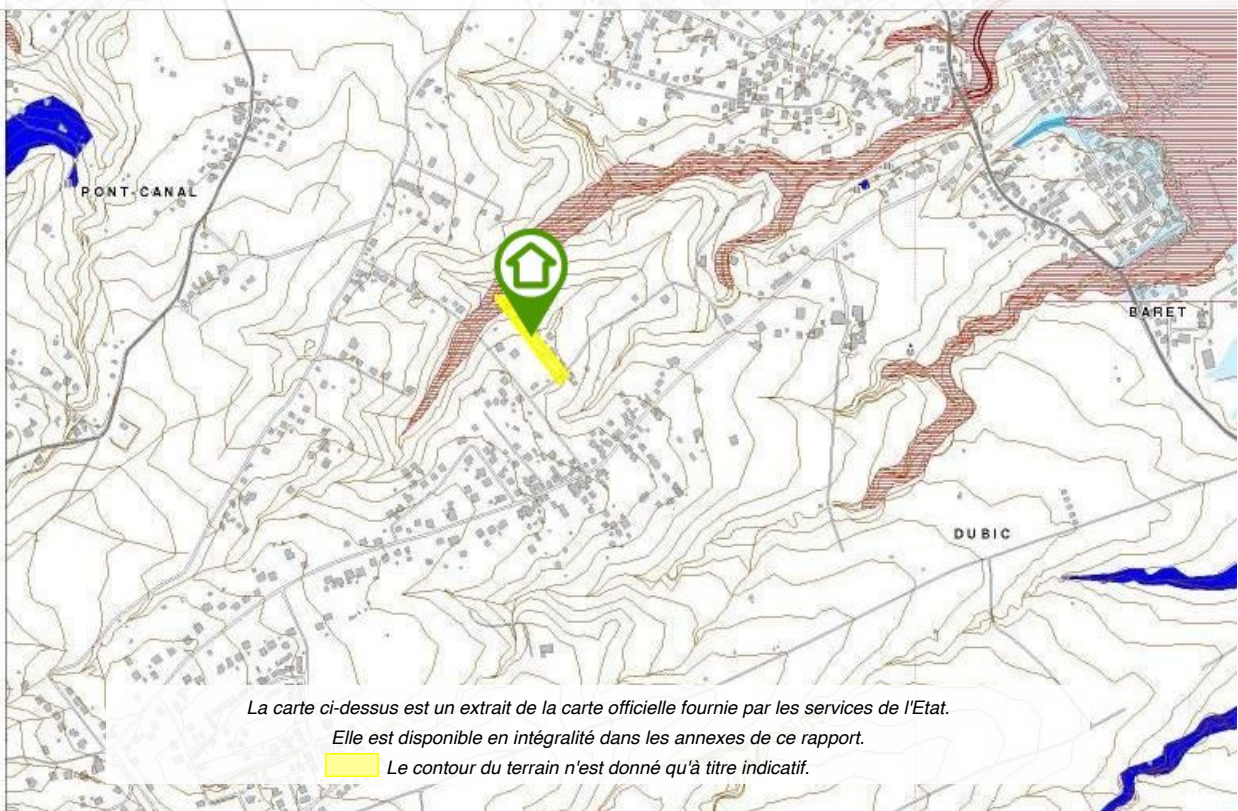 PONT-CANAL
BARET
DUBIC
La carte ci-dessus est un extrait de la carte officielle fournie par les services de l'Etat.
Elle est disponible en intégralité dans les annexes de ce rapport.
Le contour du terrain n'est donné qu'à titre indicatif.